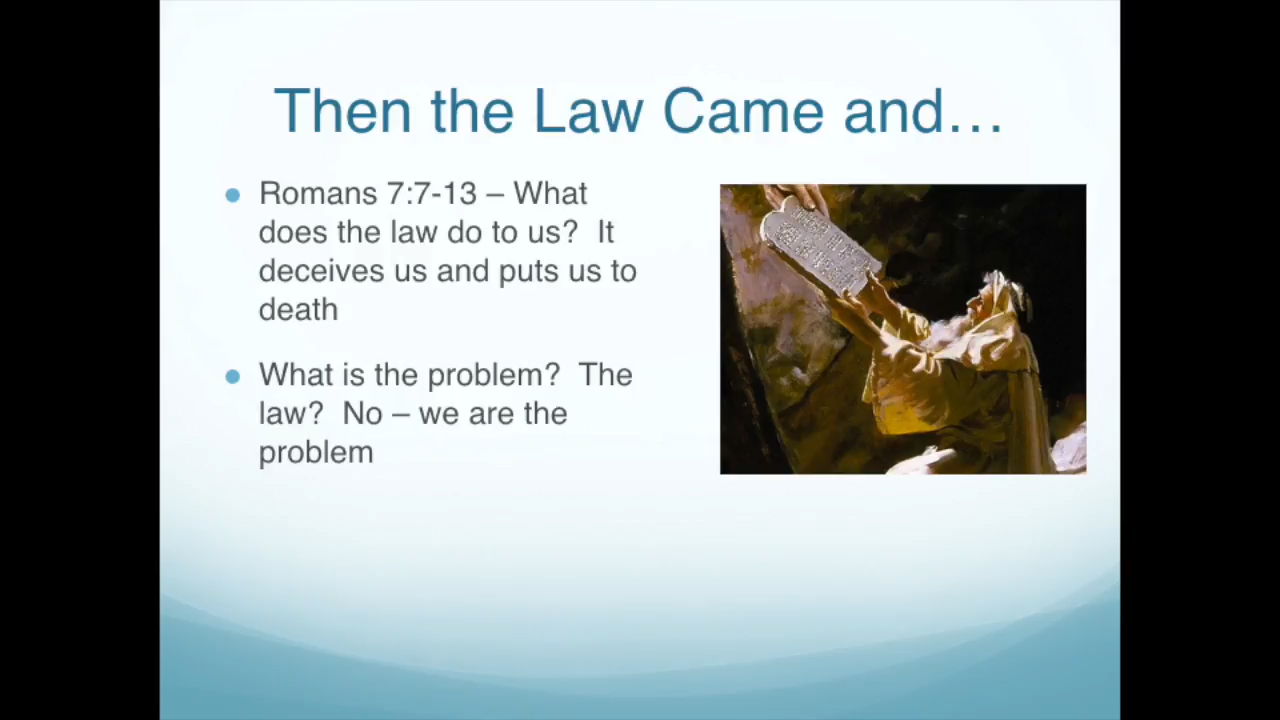 Then the Law Came and…
Romans 7:7-13 – What
does the law do to us?  It
deceives us and puts us to
death
What is the problem?  The
law?  No – we are the
problem